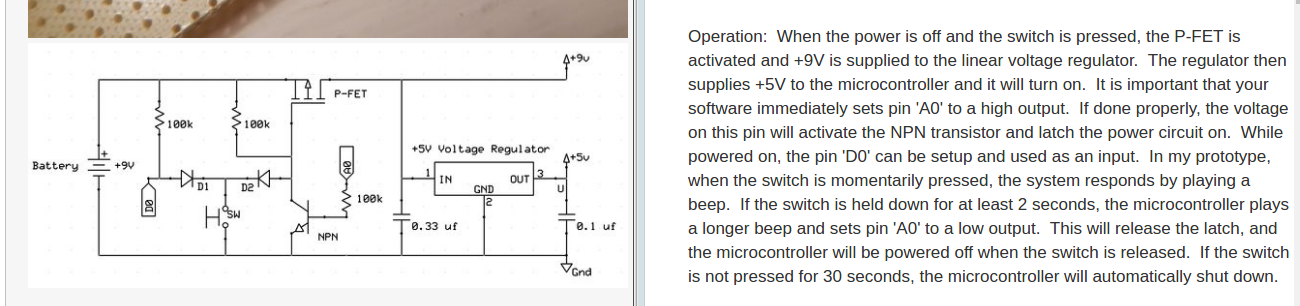 +9v
P-FET
100k
100k
+5V Voltage Regulator
+5v
Battery
+
+9V
1
IN
OUT
3
A0
D1
D2
GND
U
D0
100k
2
SW
0.33 uf
0.1 uf
NPN
Gnd
Operation: When the power is off and the switch is pressed, the P-FET is
activated and +9V is supplied to the linear voltage regulator. The regulator then
supplies +5V to the microcontroller and it will turn on. It is important that your
software immediately sets pin 'A0' to a high output. If done properly, the voltage
on this pin will activate the NPN transistor and latch the power circuit on. While
powered on, the pin 'D0' can be setup and used as an input. In my prototype,
when the switch is momentarily pressed, the system responds by playing a
beep. If the switch is held down for at least 2 seconds, the microcontroller plays
a longer beep and sets pin 'A0' to a low output. This will release the latch, and
the microcontroller will be powered off when the switch is released. If the switch
is not pressed for 30 seconds, the microcontroller will automatically shut down.